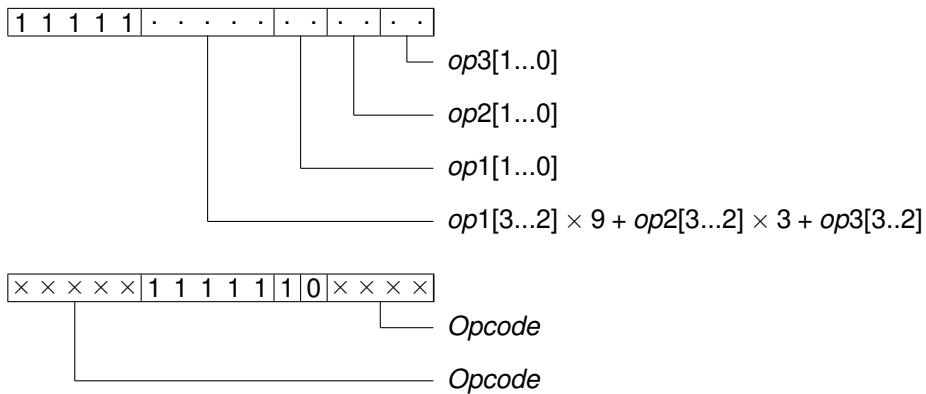 1 1 1 1 1 . . . . . . . . . . .
op3[1...0]
op2[1...0]
op1[1...0]
op1[3...2] × 9 + op2[3...2] × 3 + op3[3..2]
× × × × × 1 1 1 1 1 1 0 × × × ×
Opcode
Opcode